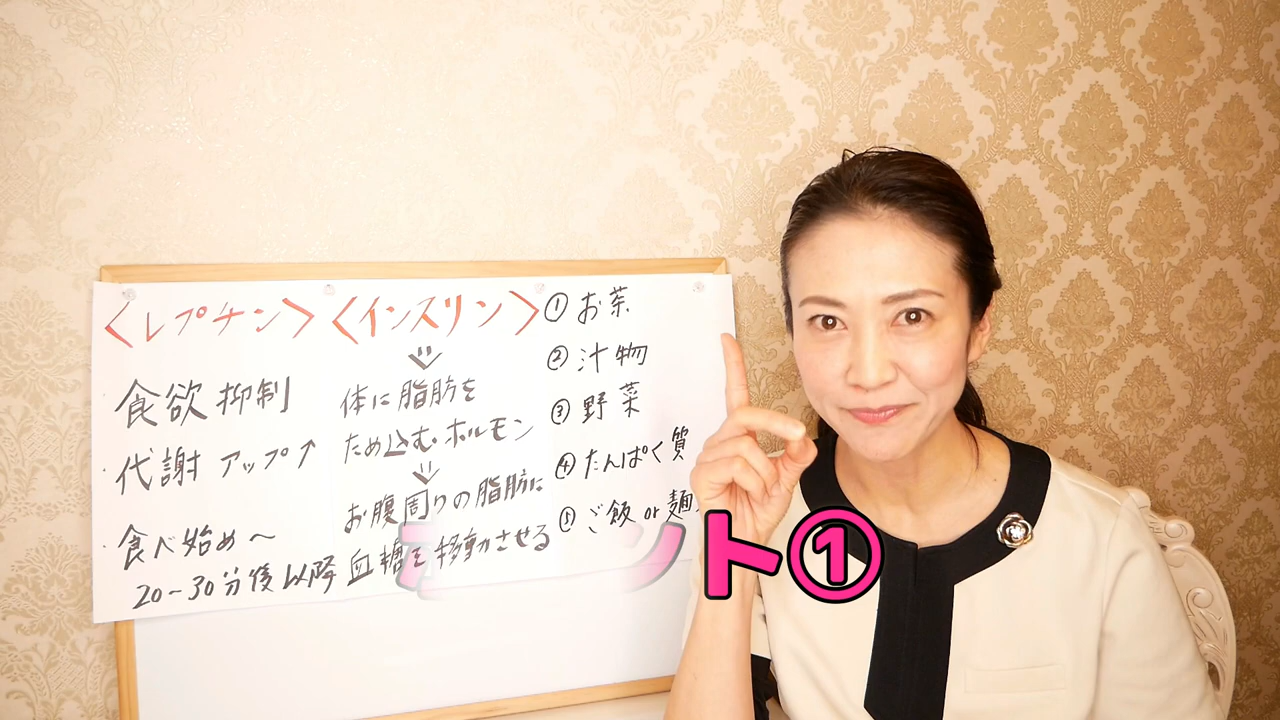 〈レプチン〉
・食欲抑制
・代謝アップ↑
・食べ始め〜
20〜30分後以降
〈インスリン〉
体に脂肪を
ため込むホルモン
お腹周りの脂肪に
血糖を移動させる
① お茶
② 汁物
③ 野菜
④ たんぱく質
⑤ ご飯 or 麺
ント①